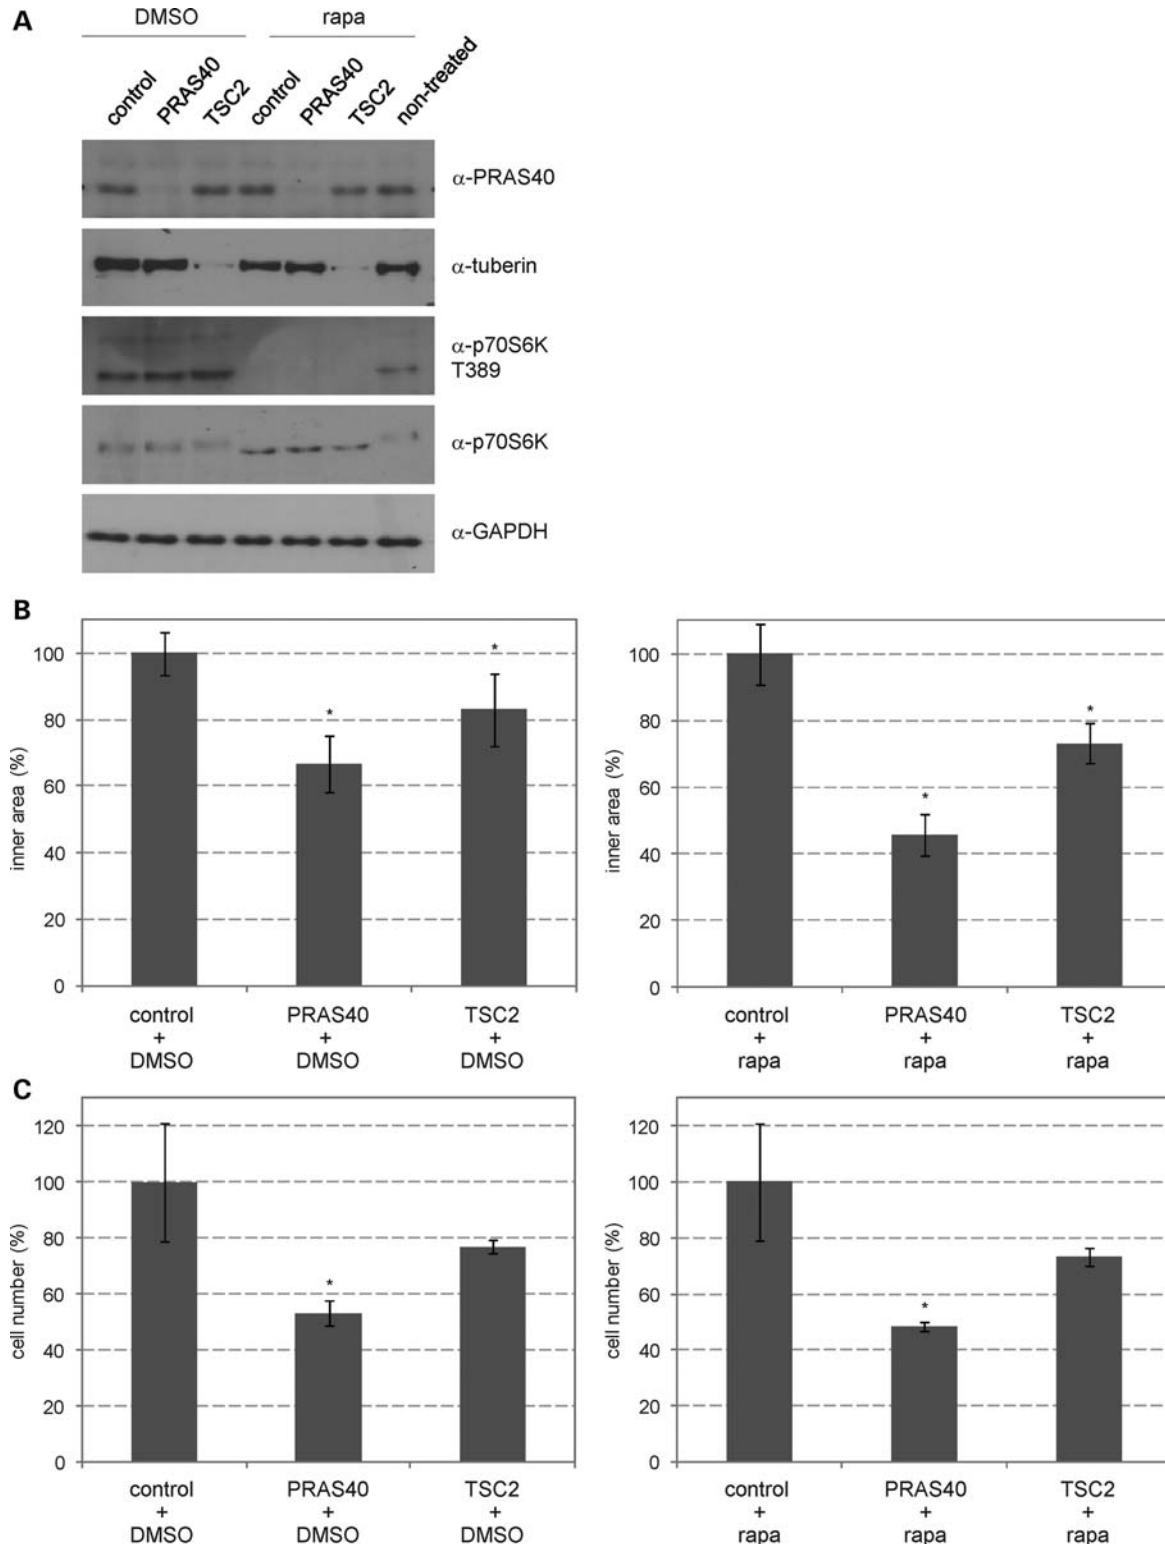 A
DMSO rapa
control PRAS40 TSC2 control PRAS40 TSC2 non-treated
α-PRAS40
α-tuberin
α-p70S6K
T389
α-p70S6K
α-GAPDH
B
inner area (%)
100
80
60
40
20
0
control PRAS40 TSC2
+ + +
DMSO DMSO DMSO
*
*
inner area (%)
100
80
60
40
20
0
control PRAS40 TSC2
+ + +
rapa rapa rapa
*
*
C
cell number (%)
120
100
80
60
40
20
0
control PRAS40 TSC2
+ + +
DMSO DMSO DMSO
*
cell number (%)
120
100
80
60
40
20
0
control PRAS40 TSC2
+ + +
rapa rapa rapa
*